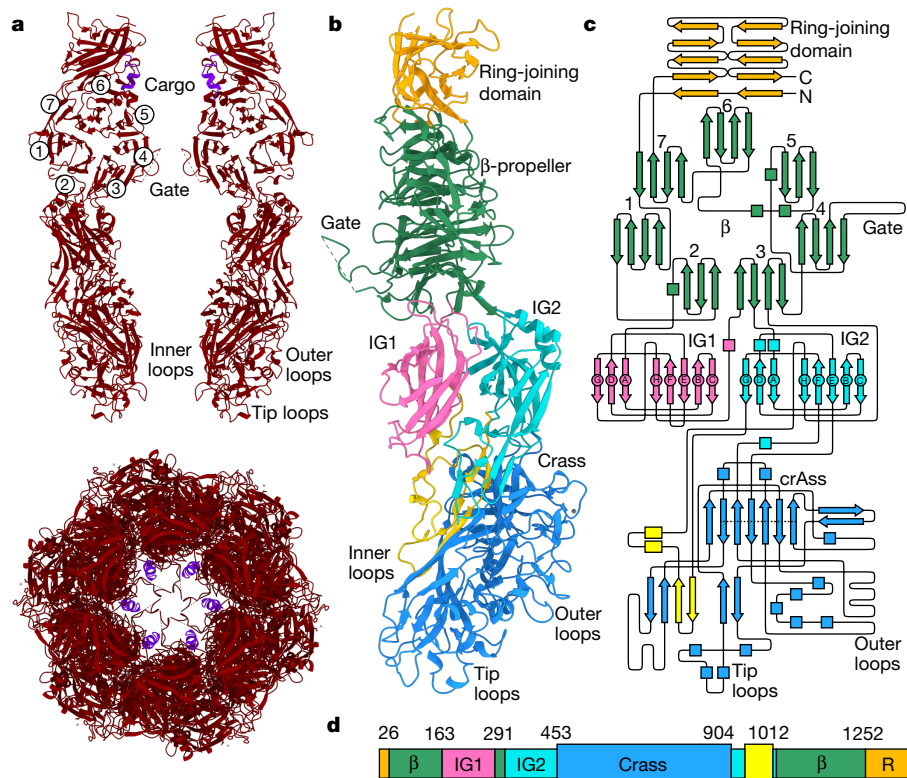 a
Cargo
6
7
5
1
4
2
3
Gate
Inner
loops
Outer
loops
Tip loops
b
Ring-joining
domain
β-propeller
Gate
IG2
IG1
Crass
Inner
loops
Outer
loops
Tip
loops
c
Ring-joining
domain
C
N
6
7
5
1
4
β
Gate
2
3
IG1
IG2
G D A H F E B C
G D A H F E B C
crAss
Outer
loops
Tip
loops
d
26 163 291 453 904 1012 1252
β IG1 IG2 Crass β R